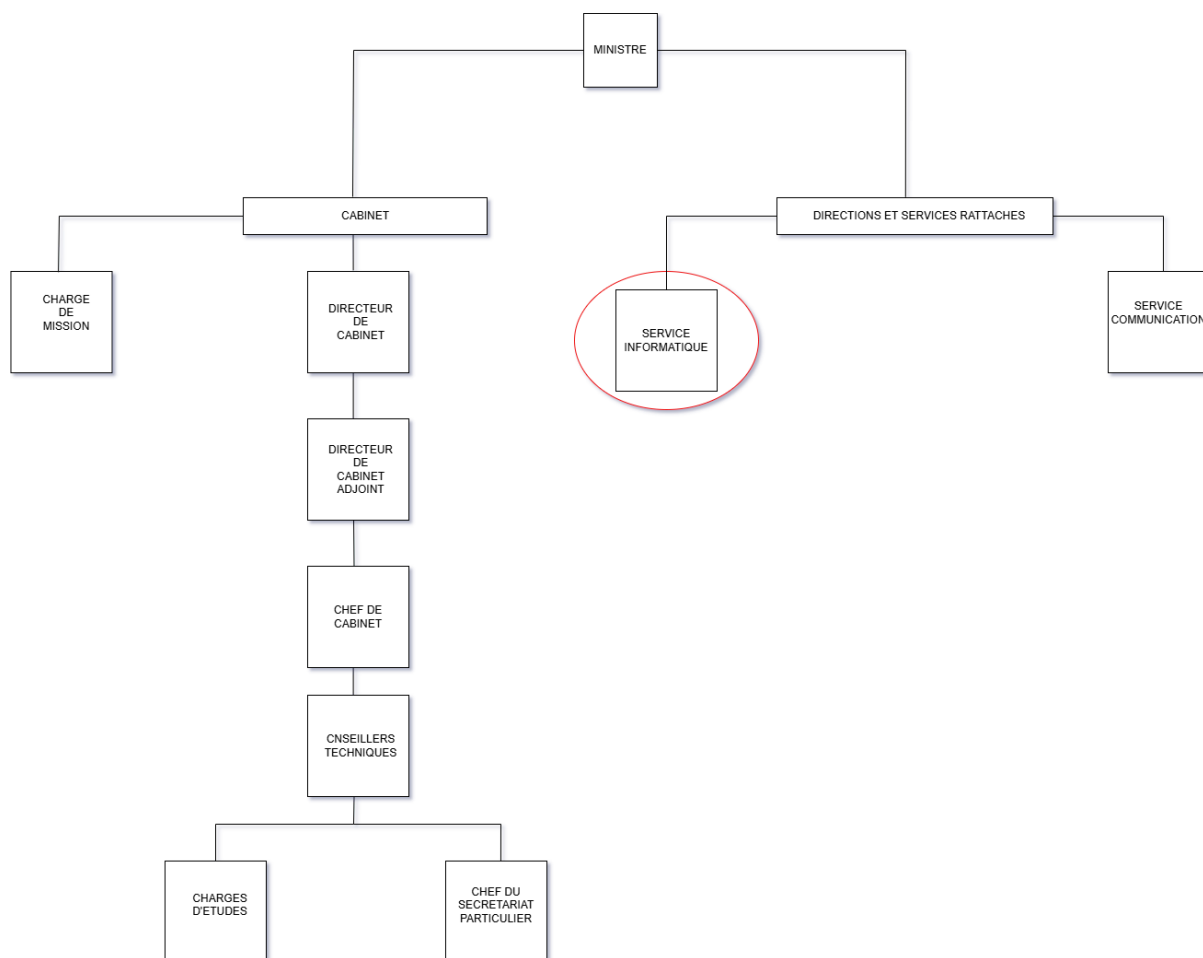 MINISTRE
CABINET
DIRECTIONS ET SERVICES RATTACHES
CHARGE
DE
MISSION
DIRECTEUR
DE
CABINET
SERVICE
INFORMATIQUE
SERVICE
COMMUNICATION
DIRECTEUR
DE
CABINET
ADJOINT
CHEF DE
CABINET
CNSEILLERS
TECHNIQUES
CHARGES
D'ETUDES
CHEF DU
SECRETARIAT
PARTICULIER